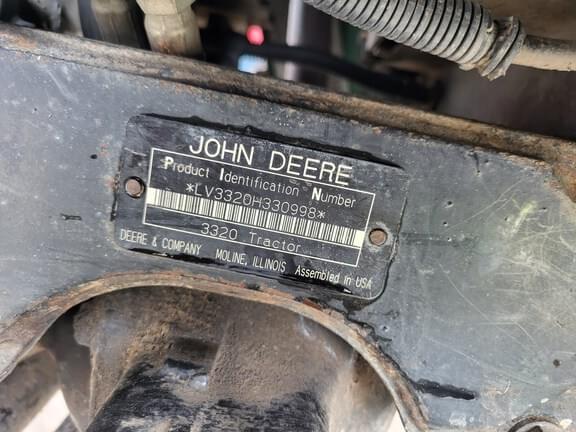 JOHN DEERE
Product Identification Number
*LV3320H330998*
3320 Tractor
DEERE & COMPANY MOLINE, ILLINOIS Assembled in USA